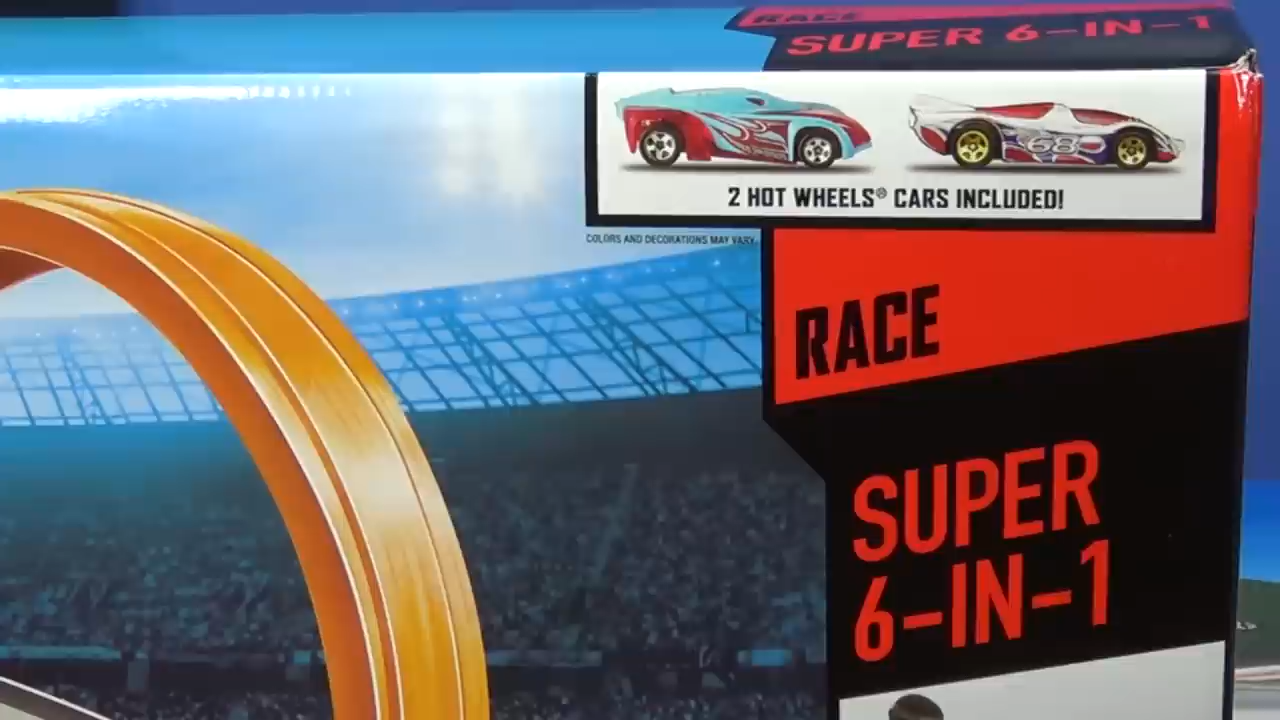 RACE
SUPER 6-IN-1
68
2 HOT WHEELS® CARS INCLUDED!
COLORS AND DECORATIONS MAY VARY.
RACE
SUPER
6-IN-1